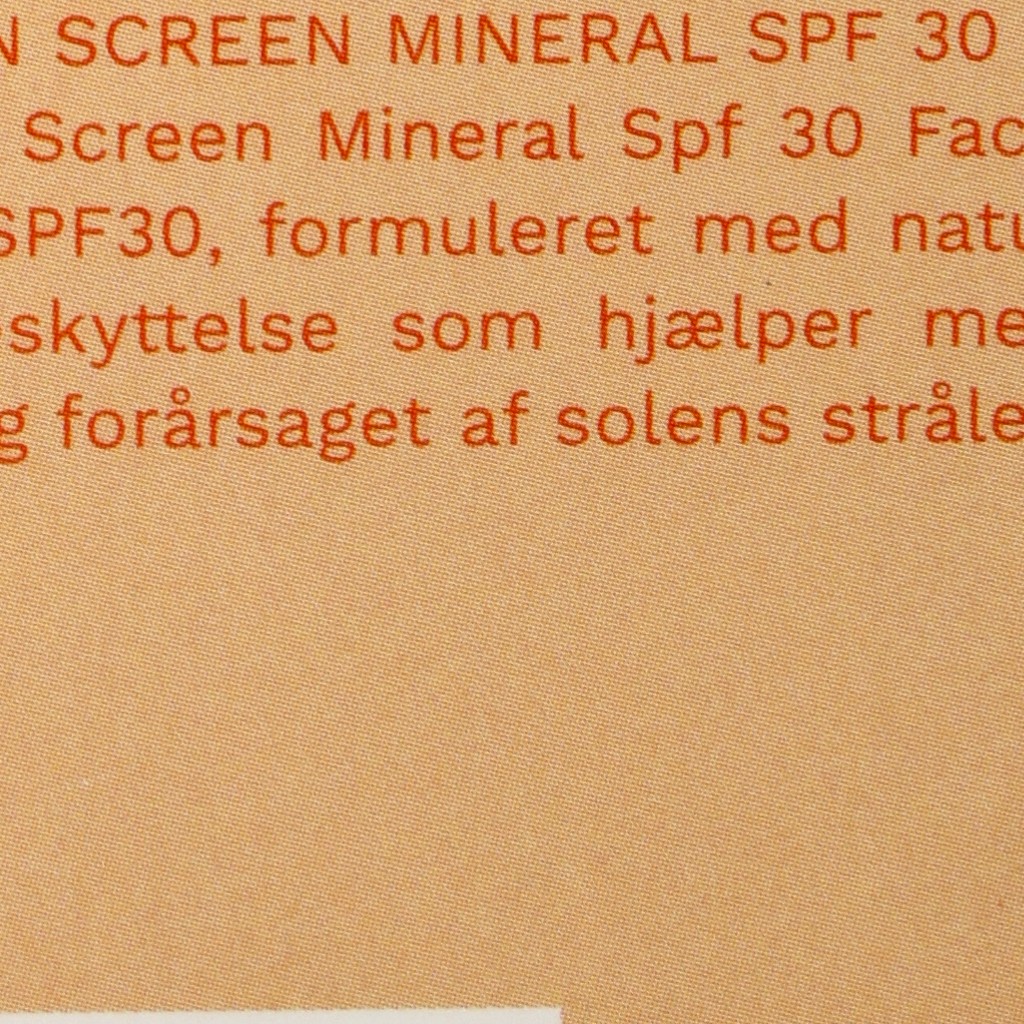 N SCREEN MINERAL SPF 30
Screen Mineral Spf 30 Fac
SPF30, formuleret med natu
eskyttelse som hjælper me
g forårsaget af solens stråle